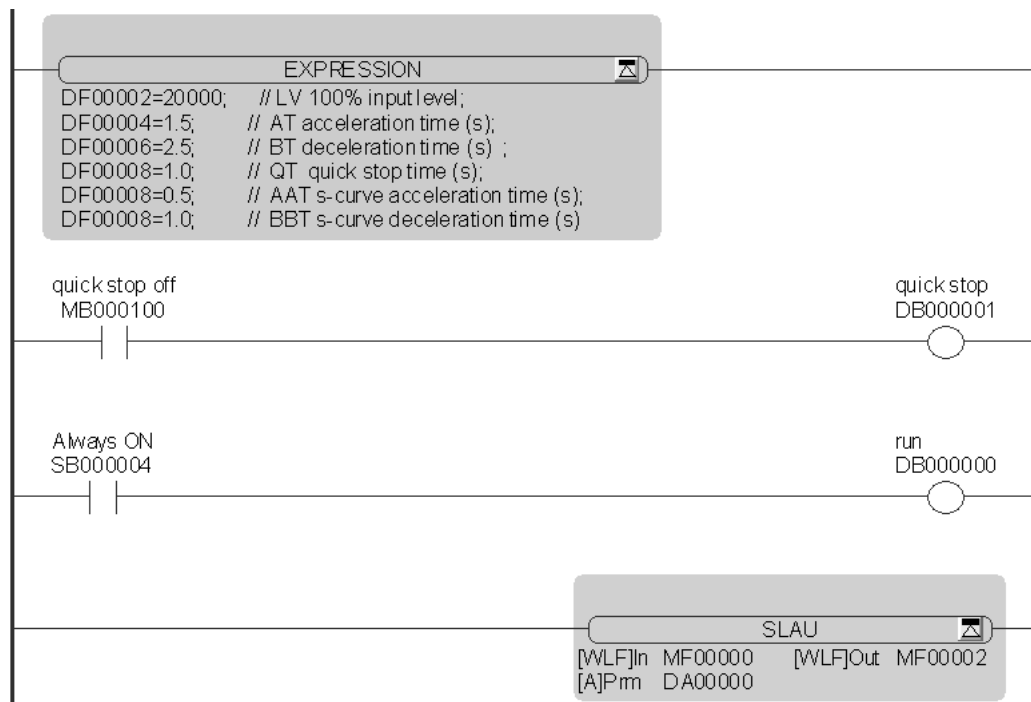 EXPRESSION
DF00002=20000; // LV 100% input level;
DF00004=1.5; // AT acceleration time (s);
DF00006=2.5; // BT deceleration time (s) ;
DF00008=1.0; // QT quick stop time (s);
DF00008=0.5; // AAT s-curve acceleration time (s);
DF00008=1.0; // BBT s-curve deceleration time (s)
quick stop off
MB000100
quick stop
DB000001
Always ON
SB000004
run
DB000000
SLAU
[WLF]In MF00000 [WLF]Out MF00002
[A]Prm DA00000